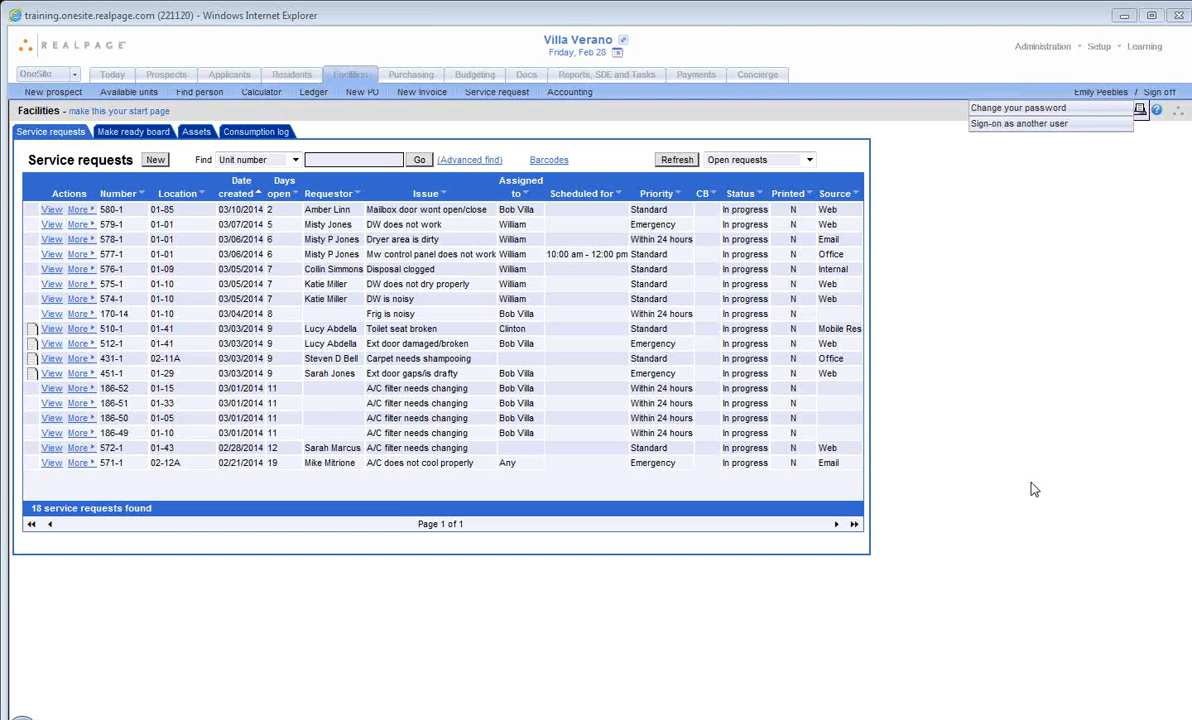 training.onesite.realpage.com (221120) - Windows Internet Explorer
REALPAGE
Villa Verano
Friday, Feb 28
Administration • Setup • Learning
OneSite Today Prospects Applicants Residents Facilities Purchasing Budgeting Docs Reports, SDE and Tasks Payments Concierge
New prospect Available units Find person Calculator Ledger New PO New Invoice Service request Accounting Emily Peebles / Sign off
Facilities - make this your start page
Change your password
Sign-on as another user
Service requests Make ready board Assets Consumption log
Service requests New Find Unit number Go (Advanced find) Barcodes Refresh Open requests
Actions Number Location Date created Days open Requestor Issue Assigned to Scheduled for Priority CB Status Printed Source
View More 580-1 01-85 03/10/2014 2 Amber Linn Mailbox door wont open/close Bob Villa Standard In progress N Web
View More 579-1 01-01 03/07/2014 5 Misty Jones DW does not work William Emergency In progress N Web
View More 578-1 01-01 03/06/2014 6 Misty P Jones Dryer area is dirty William Within 24 hours In progress N Email
View More 577-1 01-01 03/06/2014 6 Misty P Jones Mw control panel does not work William 10:00 am - 12:00 pm Standard In progress N Office
View More 576-1 01-09 03/05/2014 7 Collin Simmons Disposal clogged William Standard In progress N Internal
View More 575-1 01-10 03/05/2014 7 Katie Miller DW does not dry properly William Standard In progress N Web
View More 574-1 01-10 03/05/2014 7 Katie Miller DW is noisy William Standard In progress N Web
View More 170-14 01-10 03/04/2014 8 Frig is noisy Bob Villa Within 24 hours In progress N
View More 510-1 01-41 03/03/2014 9 Lucy Abdella Toilet seat broken Clinton Standard In progress N Mobile Res
View More 512-1 01-41 03/03/2014 9 Lucy Abdella Ext door damaged/broken Bob Villa Emergency In progress N Web
View More 431-1 02-11A 03/03/2014 9 Steven D Bell Carpet needs shampooing Standard In progress N Office
View More 451-1 01-29 03/03/2014 9 Sarah Jones Ext door gaps/is drafty Bob Villa Emergency In progress N Web
View More 186-52 01-15 03/01/2014 11 A/C filter needs changing Bob Villa Within 24 hours In progress N
View More 186-51 01-33 03/01/2014 11 A/C filter needs changing Bob Villa Within 24 hours In progress N
View More 186-50 01-05 03/01/2014 11 A/C filter needs changing Bob Villa Within 24 hours In progress N
View More 186-49 01-10 03/01/2014 11 A/C filter needs changing Bob Villa Within 24 hours In progress N
View More 572-1 01-43 02/28/2014 12 Sarah Marcus A/C filter needs changing Standard In progress N Web
View More 571-1 02-12A 02/21/2014 19 Mike Mitrione A/C does not cool properly Any Emergency In progress N Email
18 service requests found
Page 1 of 1